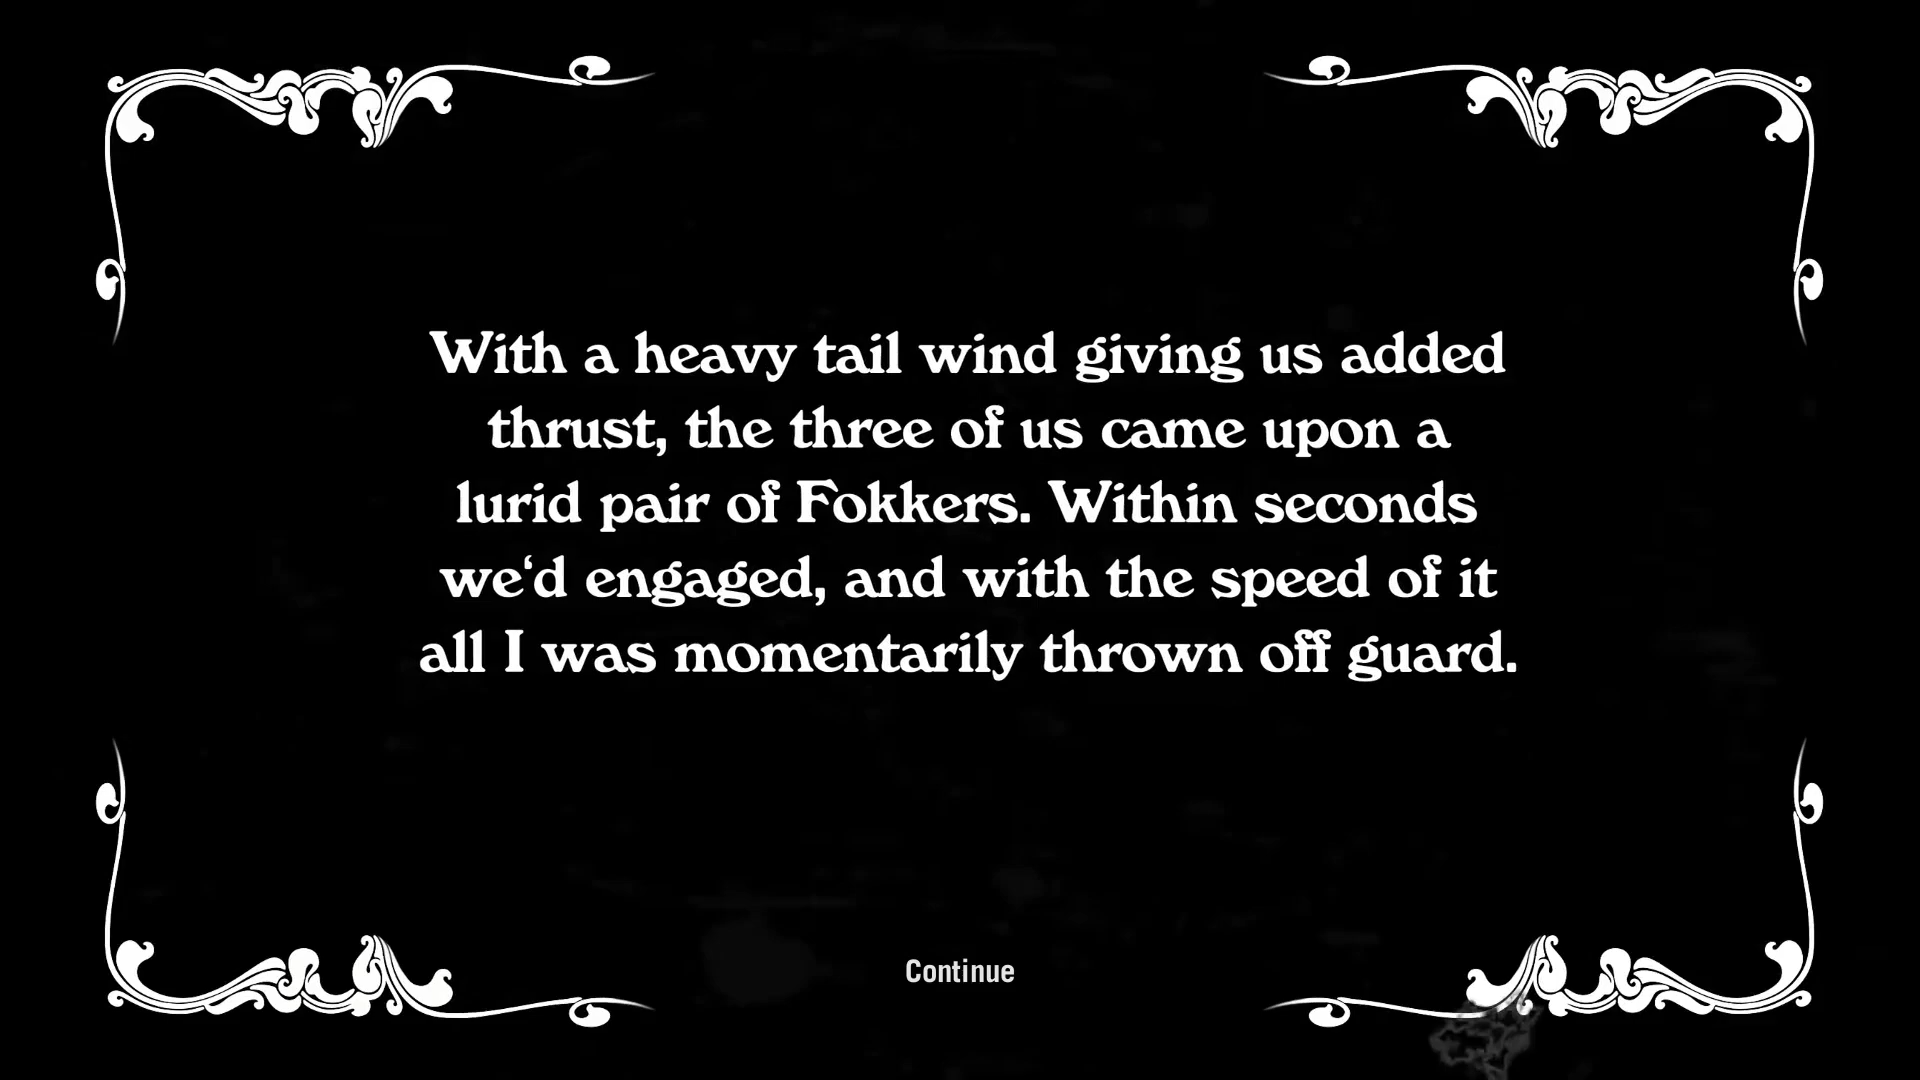 With a heavy tail wind giving us added
thrust, the three of us came upon a
lurid pair of Fokkers. Within seconds
we‘d engaged, and with the speed of it
all I was momentarily thrown off guard.
Continue